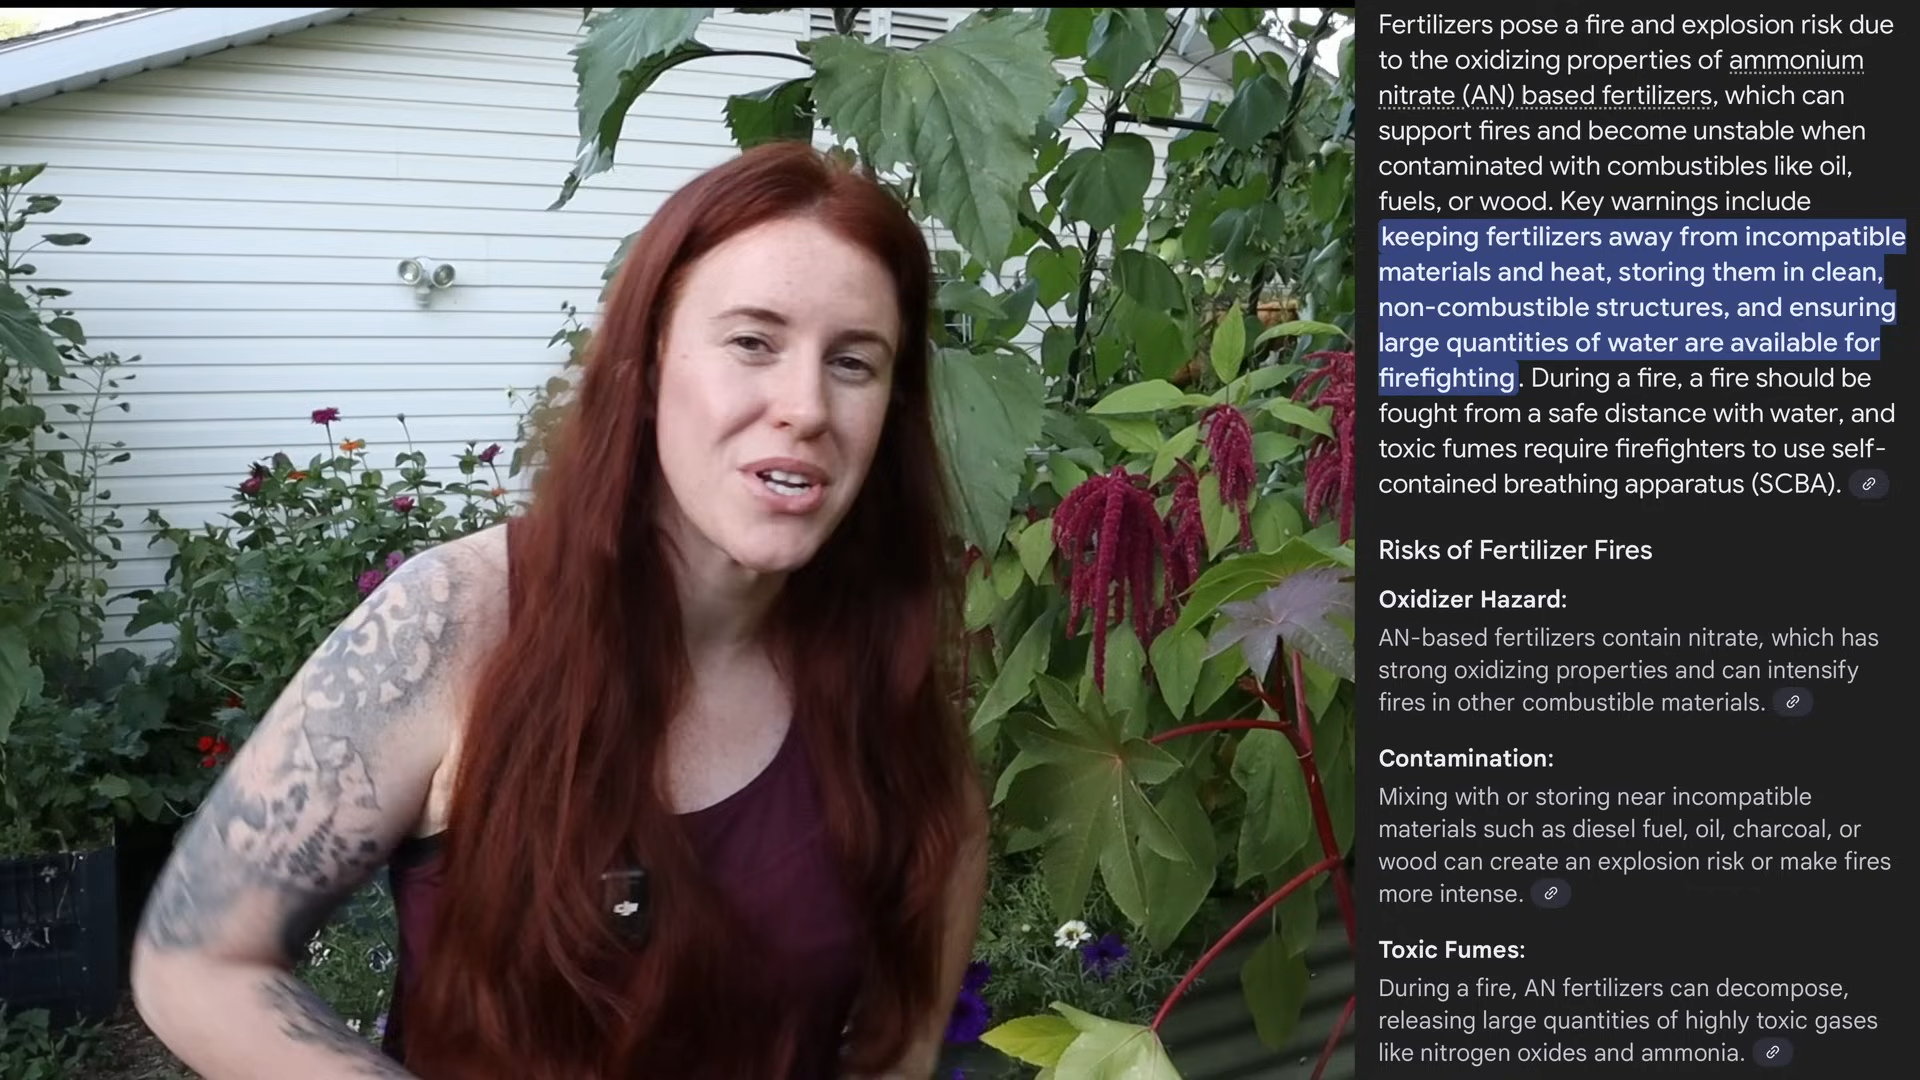 Fertilizers pose a fire and explosion risk due
to the oxidizing properties of ammonium
nitrate (AN) based fertilizers, which can
support fires and become unstable when
contaminated with combustibles like oil,
fuels, or wood. Key warnings include
keeping fertilizers away from incompatible
materials and heat, storing them in clean,
non-combustible structures, and ensuring
large quantities of water are available for
firefighting. During a fire, a fire should be
fought from a safe distance with water, and
toxic fumes require firefighters to use self-
contained breathing apparatus (SCBA).
Risks of Fertilizer Fires
Oxidizer Hazard:
AN-based fertilizers contain nitrate, which has
strong oxidizing properties and can intensify
fires in other combustible materials.
Contamination:
Mixing with or storing near incompatible
materials such as diesel fuel, oil, charcoal, or
wood can create an explosion risk or make fires
more intense.
Toxic Fumes:
During a fire, AN fertilizers can decompose,
releasing large quantities of highly toxic gases
like nitrogen oxides and ammonia.